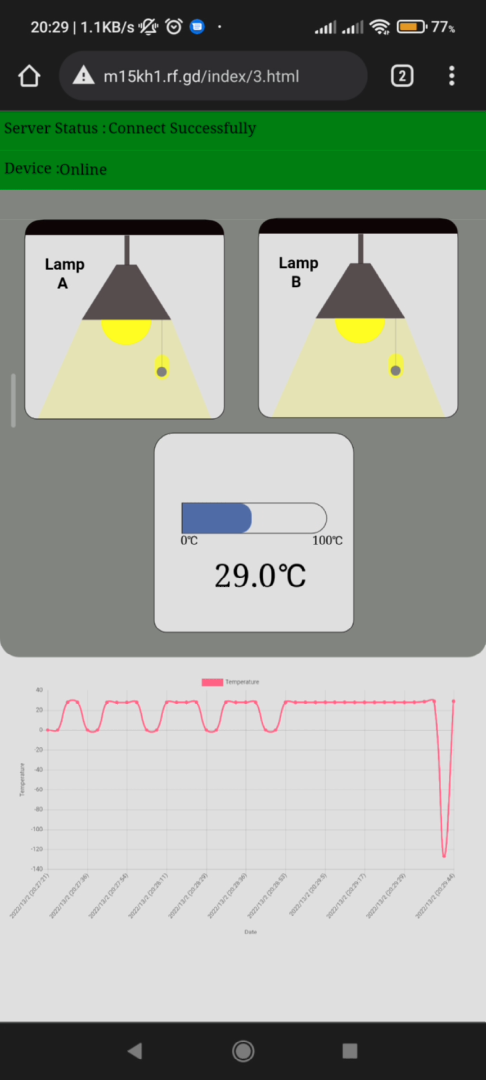 20:29 | 1.1KB/s
77%
m15kh1.rf.gd/index/3.html
2
Server Status : Connect Successfully
Device : Online
Lamp
A
Lamp
B
0℃
100℃
29.0℃
Temperature
40
20
0
-20
-40
-60
-80
-100
-120
-140
Temperature
Date